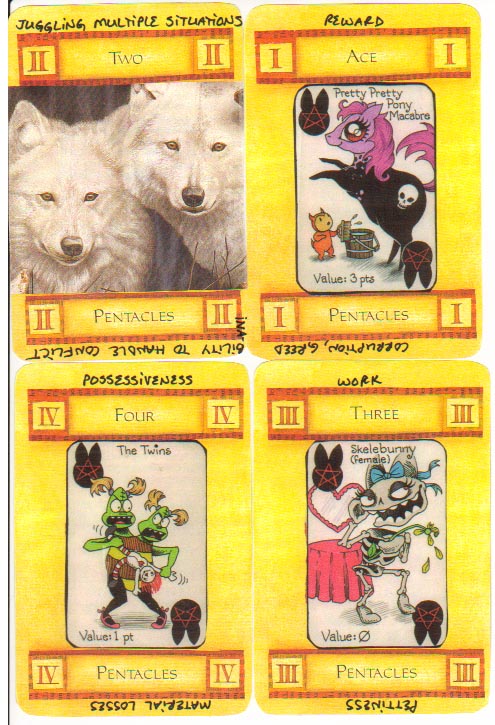 JUGGLING MULTIPLE SITUATIONS
II
TWO
II
II
PENTACLES
II
INABILITY TO HANDLE CONFLICT
REWARD
I
ACE
I
Pretty Pretty
Pony
Macabre
Value: 3 pts
I
PENTACLES
I
CORRUPTION, GREED
POSSESSIVENESS
IV
FOUR
IV
The Twins
Value: 1 pt
IV
PENTACLES
IV
MATERIAL LOSSES
WORK
III
THREE
III
Skelebunny
(female)
Value: Ø
III
PENTACLES
III
PETTINESS